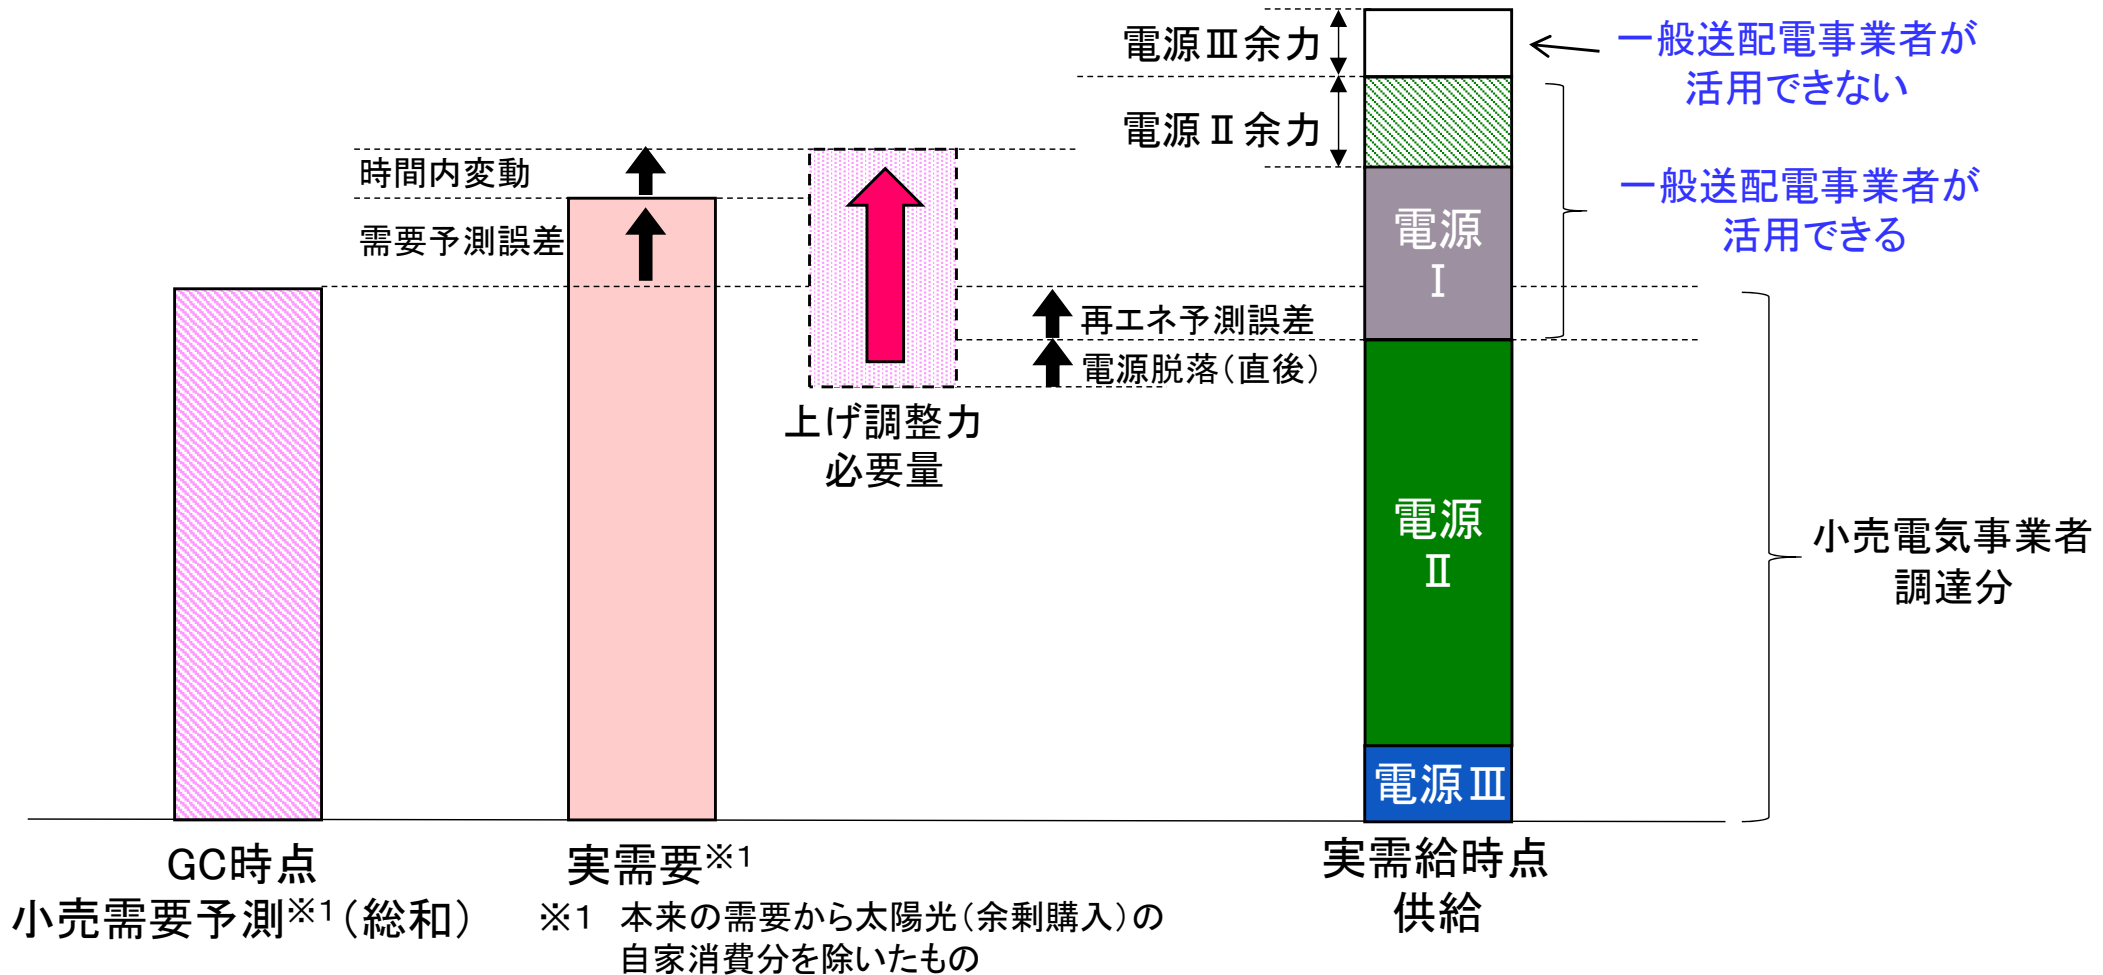 電源Ⅲ余力
一般送配電事業者が
活用できない
電源Ⅱ余力
時間内変動
需要予測誤差
一般送配電事業者が
活用できる
電源
Ⅰ
再エネ予測誤差
電源脱落(直後)
上げ調整力
必要量
電源
Ⅱ
小売電気事業者
調達分
電源Ⅲ
GC時点
小売需要予測※1(総和)
実需要※1
※1 本来の需要から太陽光(余剰購入)の
自家消費分を除いたもの
実需給時点
供給